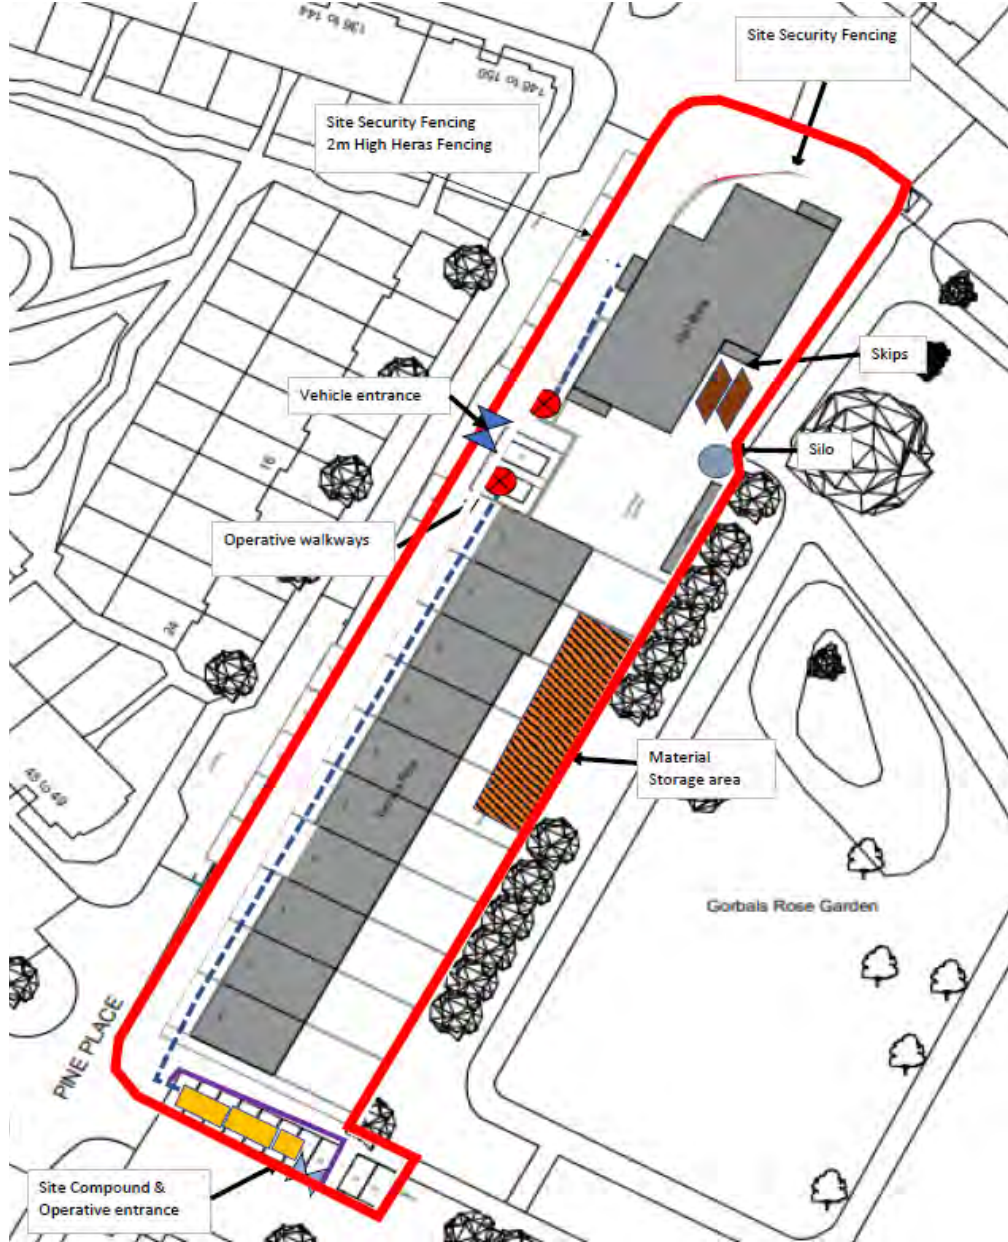 136 to 144
146 to 150
Site Security Fencing
Site Security Fencing
2m High Heras Fencing
Skips
Vehicle entrance
Silo
16
Operative walkways
24
Material
Storage area
48 to 49
Gorbals Rose Garden
PINE PLACE
Site Compound &
Operative entrance